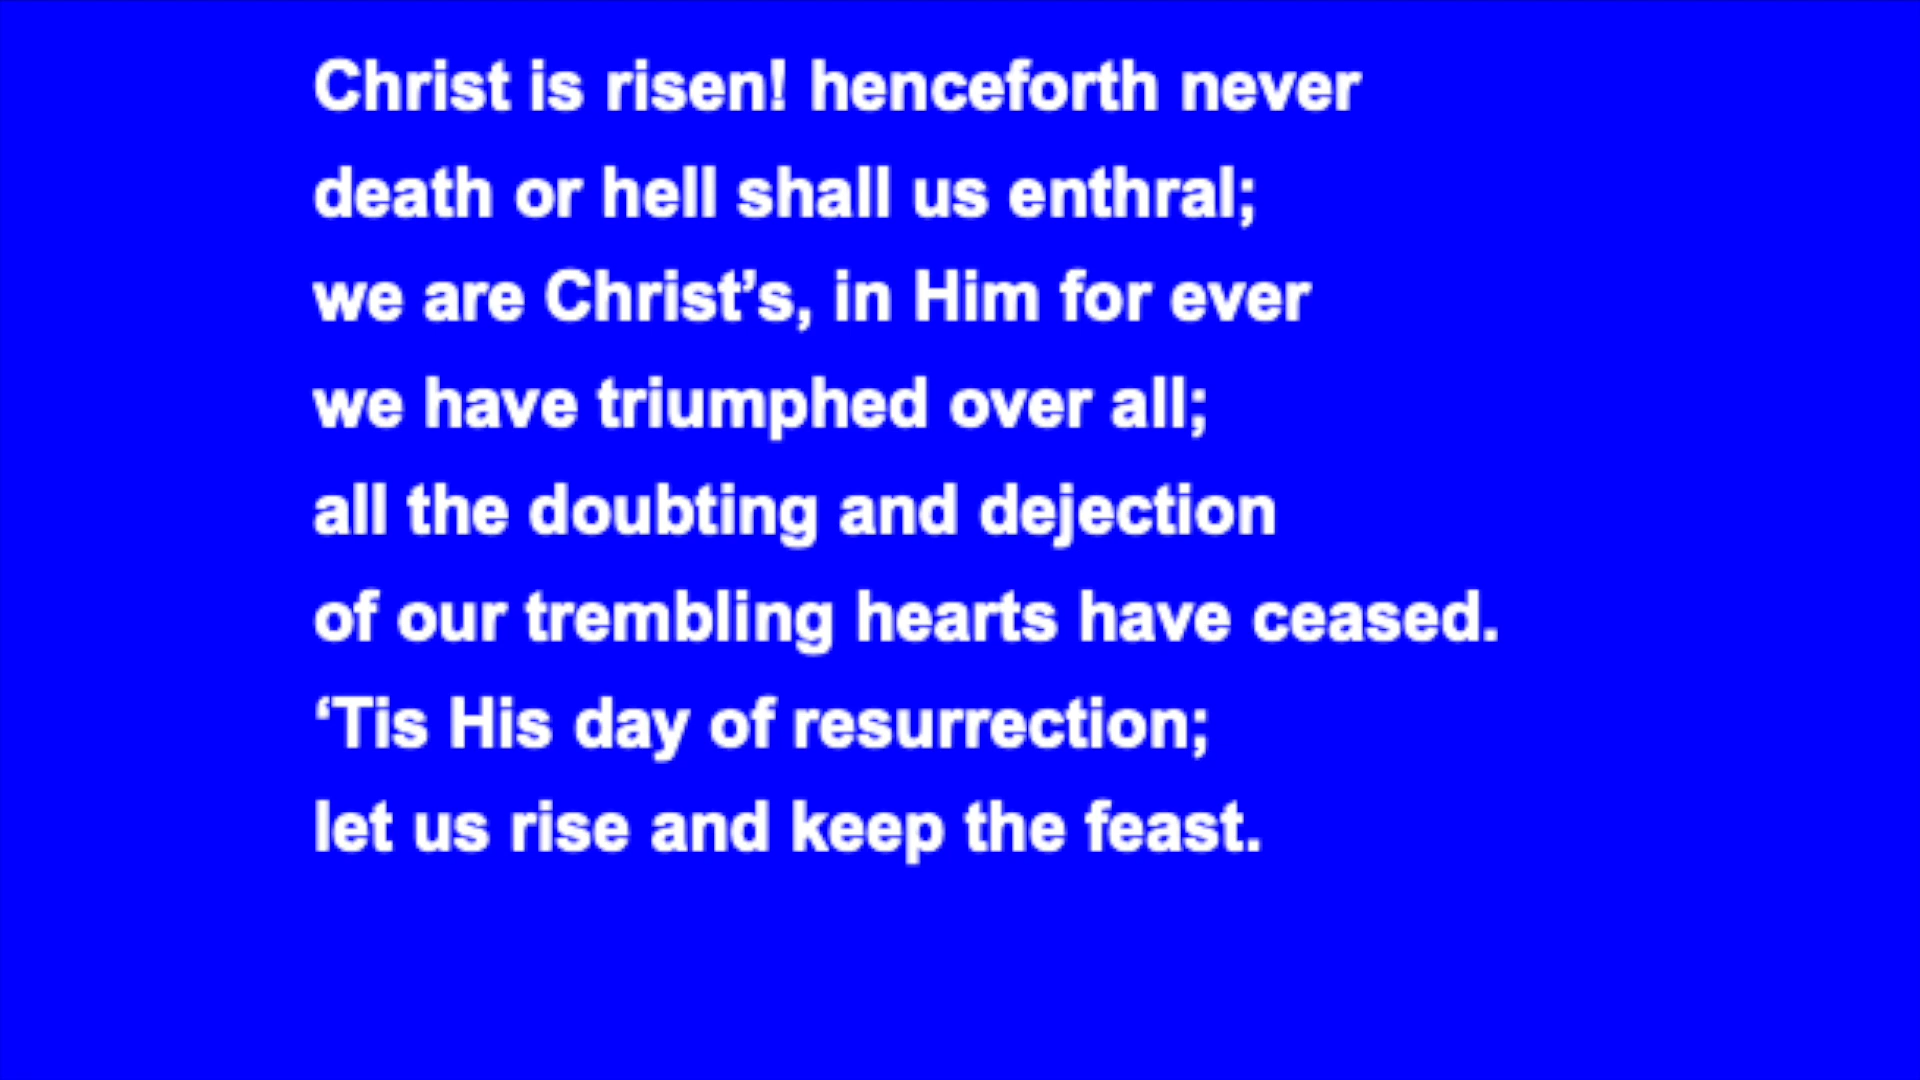 Christ is risen! henceforth never
death or hell shall us enthral;
we are Christ’s, in Him for ever
we have triumphed over all;
all the doubting and dejection
of our trembling hearts have ceased.
‘Tis His day of resurrection;
let us rise and keep the feast.